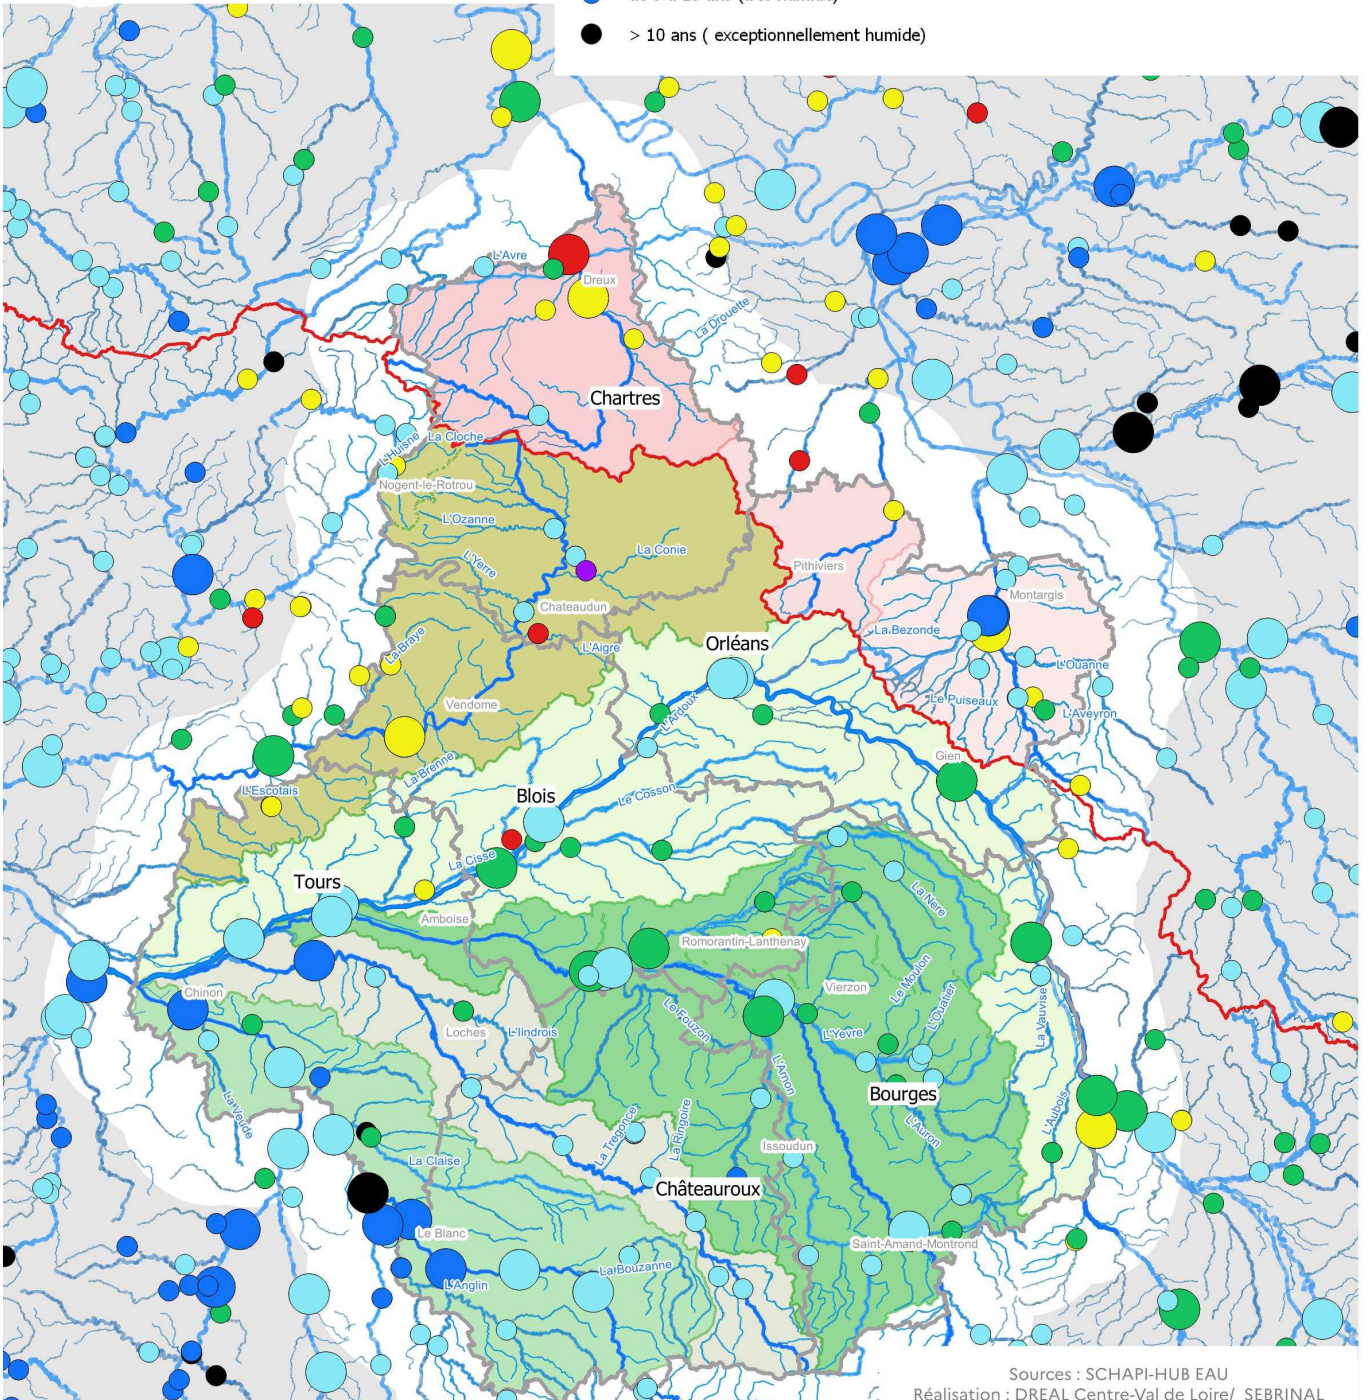 > 10 ans ( exceptionnellement humide)
L'Avre
Dreux
La Drouette
Chartres
L'Huisne
La Cloche
Nogent-le-Rotrou
L'Ozanne
La Conie
L'Yerre
Pithiviers
Montargis
Chateaudun
La Bezonde
L'Aigre
Orléans
La Braye
L'Ouanne
Le Puiseaux
L'Aveyron
Vendome
L'Ardoux
Gien
La Brenne
L'Escotais
Blois
Le Cosson
La Cisse
Tours
La Nere
Amboise
Romorantin-Lanthenay
Chinon
Vierzon
Le Moulon
L'Ouatier
Loches
L'Iindrois
Le Fouzon
L'Yevre
La Vauvise
L'Arnon
Bourges
La Veude
La Tregonce
La Ringoire
L'Auron
L'Aubois
Issoudun
La Claise
Châteauroux
Le Blanc
Saint-Amand-Montrond
La Bouzanne
L'Anglin
Sources : SCHAPI-HUB EAU
Réalisation : DREAL Centre-Val de Loire/ SEBRINAL